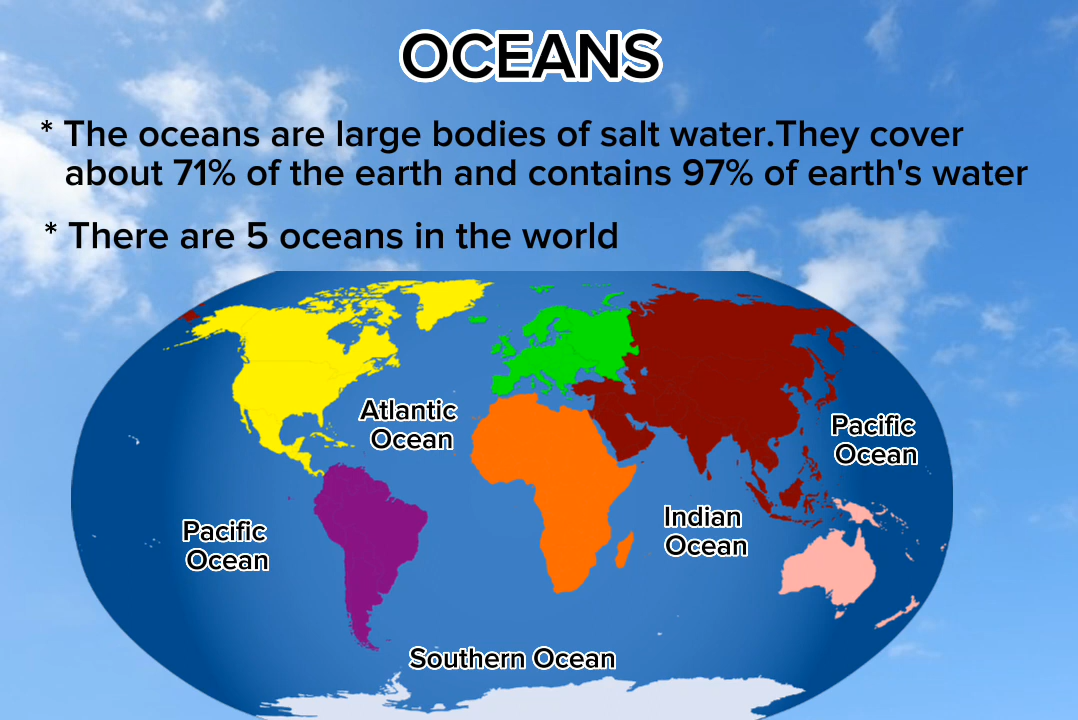 OCEANS
* The oceans are large bodies of salt water.They cover
about 71% of the earth and contains 97% of earth's water
* There are 5 oceans in the world
Atlantic
Ocean
Pacific
Ocean
Indian
Ocean
Pacific
Ocean
Southern Ocean